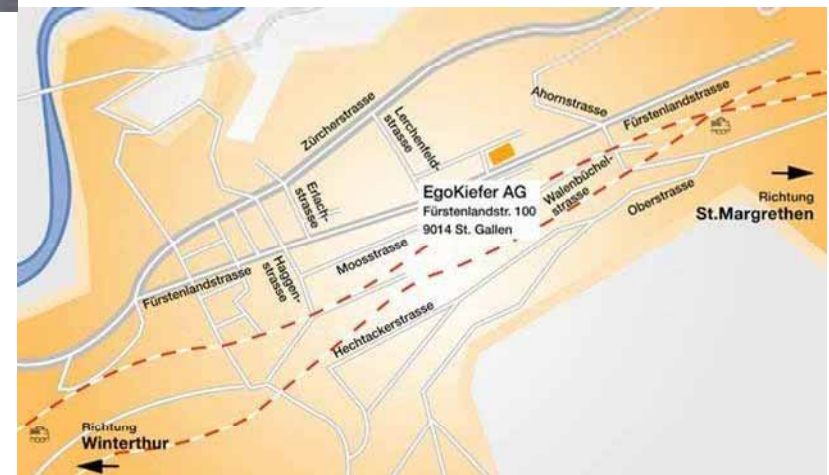 Zürcherstrasse
Lerchenfeld-
strasse
Ahornstrasse
Fürstenlandstrasse
Erlach-
strasse
EgoKiefer AG
Fürstenlandstr. 100
9014 St. Gallen
Walenbüchel-
strasse
Oberstrasse
Richtung
St.Margrethen
Moosstrasse
Haggen-
strasse
Fürstenlandstrasse
Hechtackerstrasse
Richtung
Winterthur